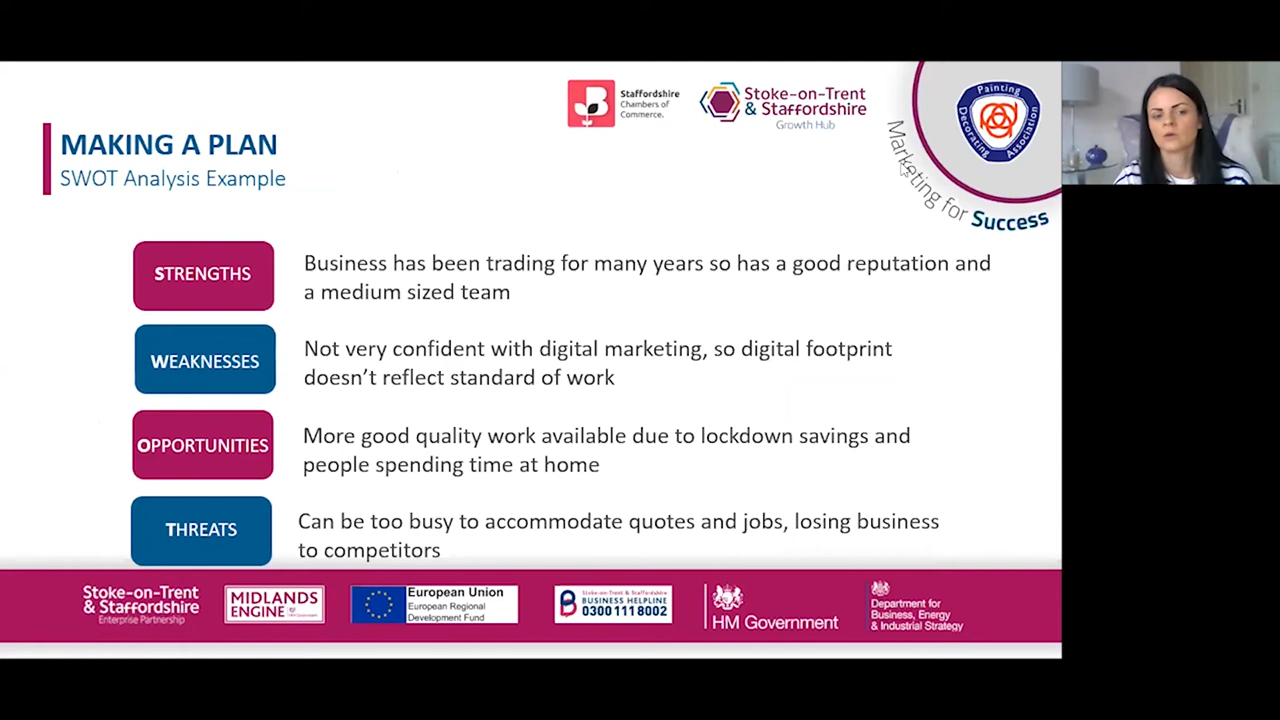 Staffordshire
Chambers of
Commerce.
Stoke-on-Trent
& Staffordshire
Growth Hub
Painting
Decorating Association
Marketing for Success
MAKING A PLAN
SWOT Analysis Example
STRENGTHS
Business has been trading for many years so has a good reputation and
a medium sized team
WEAKNESSES
Not very confident with digital marketing, so digital footprint
doesn't reflect standard of work
OPPORTUNITIES
More good quality work available due to lockdown savings and
people spending time at home
THREATS
Can be too busy to accommodate quotes and jobs, losing business
to competitors
Stoke-on-Trent
& Staffordshire
Enterprise Partnership
MIDLANDS
ENGINE
European Union
European Regional
Development Fund
Stoke-on-Trent & Staffordshire
BUSINESS HELPLINE
0300 111 8002
HM Government
Department for
Business, Energy
& Industrial Strategy